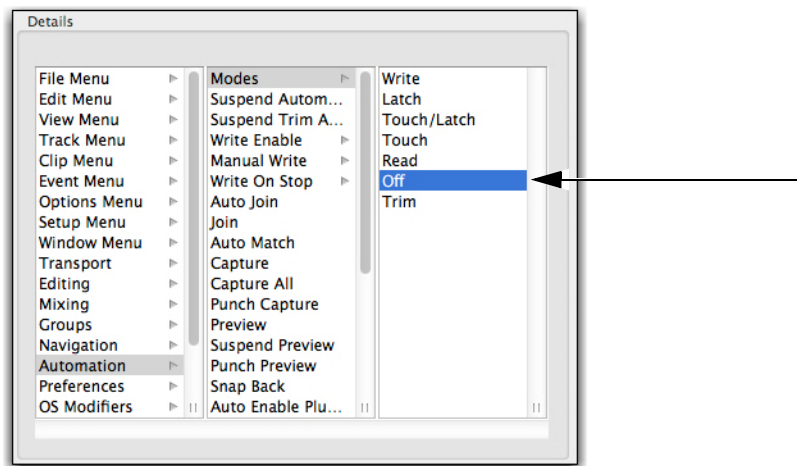 Details
File Menu
Edit Menu
View Menu
Track Menu
Clip Menu
Event Menu
Options Menu
Setup Menu
Window Menu
Transport
Editing
Mixing
Groups
Navigation
Automation
Preferences
OS Modifiers
Modes
Suspend Autom...
Suspend Trim A...
Write Enable
Manual Write
Write On Stop
Auto Join
Join
Auto Match
Capture
Capture All
Punch Capture
Preview
Suspend Preview
Punch Preview
Snap Back
Auto Enable Plu...
Write
Latch
Touch/Latch
Touch
Read
Off
Trim